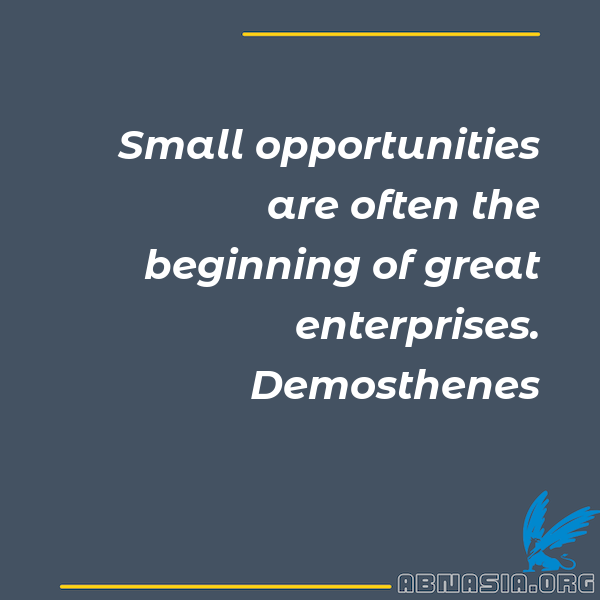 Small opportunities
are often the
beginning of great
enterprises.
Demosthenes
ABNASIA.ORG